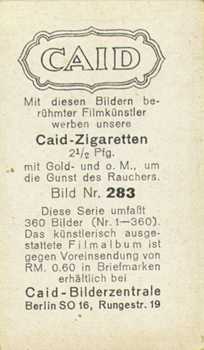 CAID
Mit diesen Bildern be-
rühmter Filmkünstler
werben unsere
Caid-Zigaretten
2½ Pfg.
mit Gold- und o. M., um
die Gunst des Rauchers.
Bild Nr. 283
Diese Serie umfaßt
360 Bilder (Nr. 1—360).
Das künstlerisch ausge-
stattete Filmalbum ist
gegen Voreinsendung von
RM. 0.60 in Briefmarken
erhältlich bei
Caid-Bilderzentrale
Berlin SO 16, Rungestr. 19